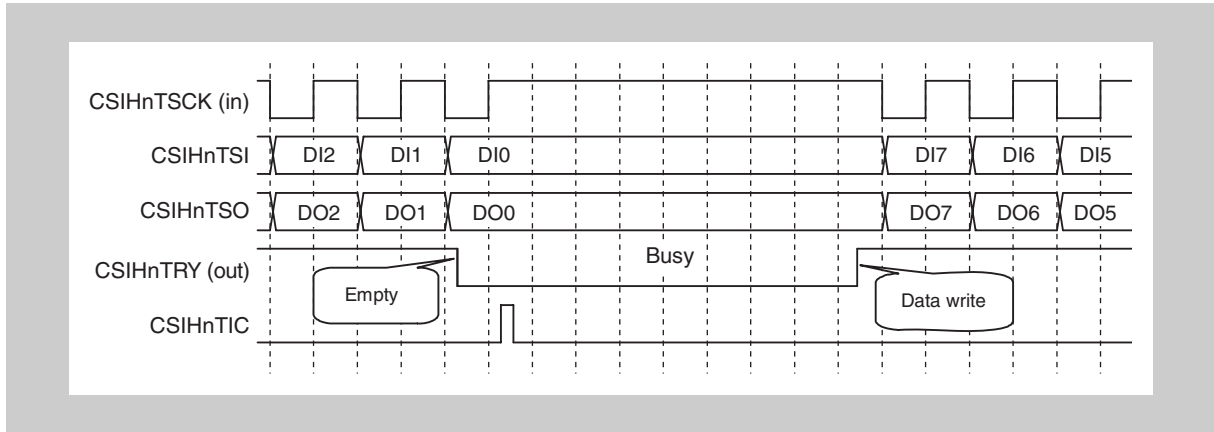 CSIHnTSCK (in)
CSIHnTSI DI2 DI1 DI0 DI7 DI6 DI5
CSIHnTSO DO2 DO1 DO0 DO7 DO6 DO5
CSIHnTRY (out) Busy
Empty Data write
CSIHnTIC